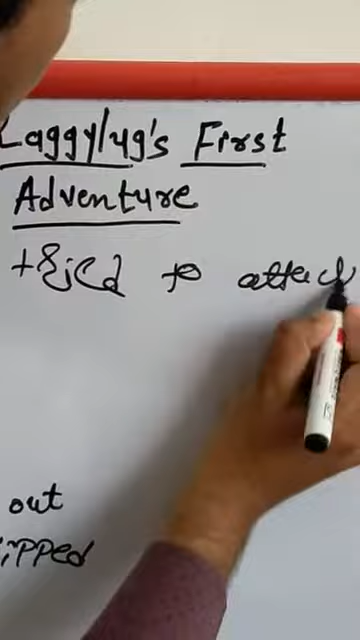 Laggylug's First
Adventure
tried to attack
out
ipped